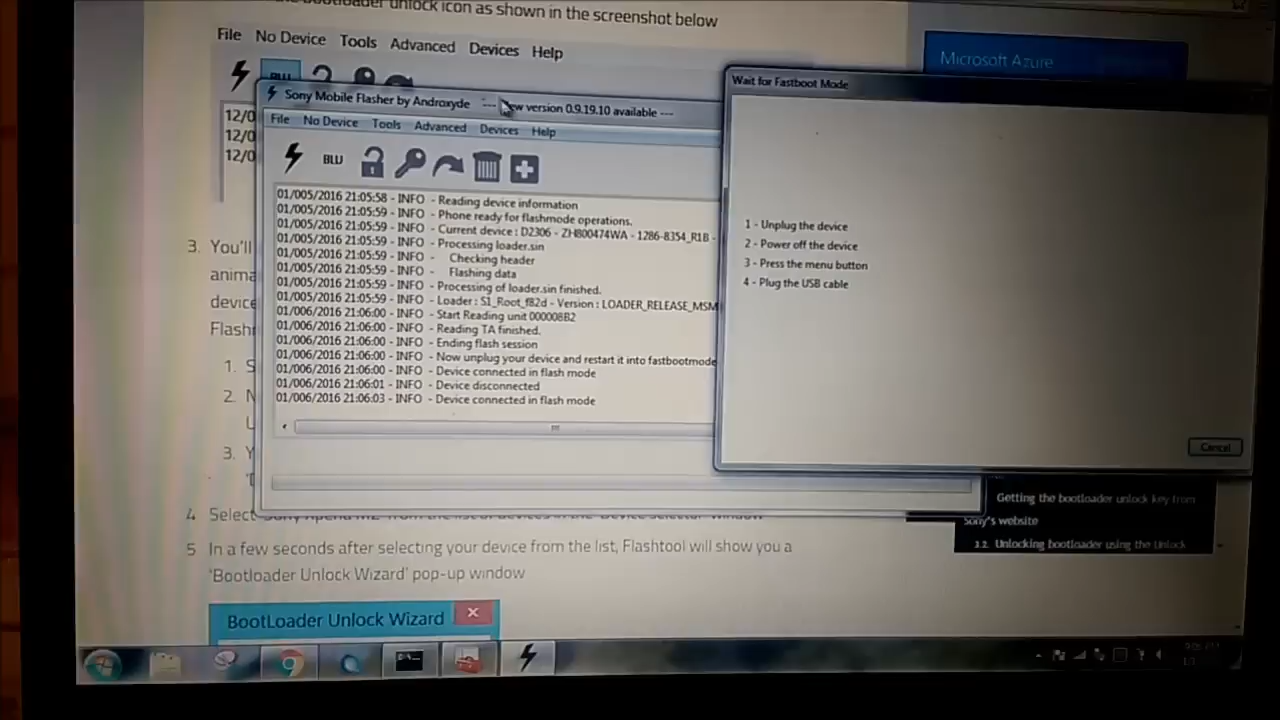 the bootloader unlock icon as shown in the screenshot below
File No Device Tools Advanced Devices Help
BLU
Microsoft Azure
12/0
12/0
12/0
Sony Mobile Flasher by Androxyde --- New version 0.9.19.10 available ---
File No Device Tools Advanced Devices Help
BLU
01/005/2016 21:05:58 - INFO - Reading device information
01/005/2016 21:05:59 - INFO - Phone ready for flashmode operations.
01/005/2016 21:05:59 - INFO - Current device : D2306 - ZH800474WA - 1286-8354_R1B -
01/005/2016 21:05:59 - INFO - Processing loader.sin
01/005/2016 21:05:59 - INFO - Checking header
01/005/2016 21:05:59 - INFO - Flashing data
01/005/2016 21:05:59 - INFO - Processing of loader.sin finished.
01/005/2016 21:05:59 - INFO - Loader : S1_Root_f82d - Version : LOADER_RELEASE_MSM
01/006/2016 21:06:00 - INFO - Start Reading unit 000008B2
01/006/2016 21:06:00 - INFO - Reading TA finished.
01/006/2016 21:06:00 - INFO - Ending flash session
01/006/2016 21:06:00 - INFO - Now unplug your device and restart it into fastbootmode
01/006/2016 21:06:00 - INFO - Device connected in flash mode
01/006/2016 21:06:01 - INFO - Device disconnected
01/006/2016 21:06:03 - INFO - Device connected in flash mode
Wait for Fastboot Mode
1 - Unplug the device
2 - Power off the device
3 - Press the menu button
4 - Plug the USB cable
Cancel
3. You'll
anima
device
Flash
1. S
2. N
U
3. Y
4 Select
5 In a few seconds after selecting your device from the list, Flashtool will show you a
'Bootloader Unlock Wizard' pop-up window
BootLoader Unlock Wizard
Getting the bootloader unlock key from
Sony's website
3.2. Unlocking bootloader using the Unlock